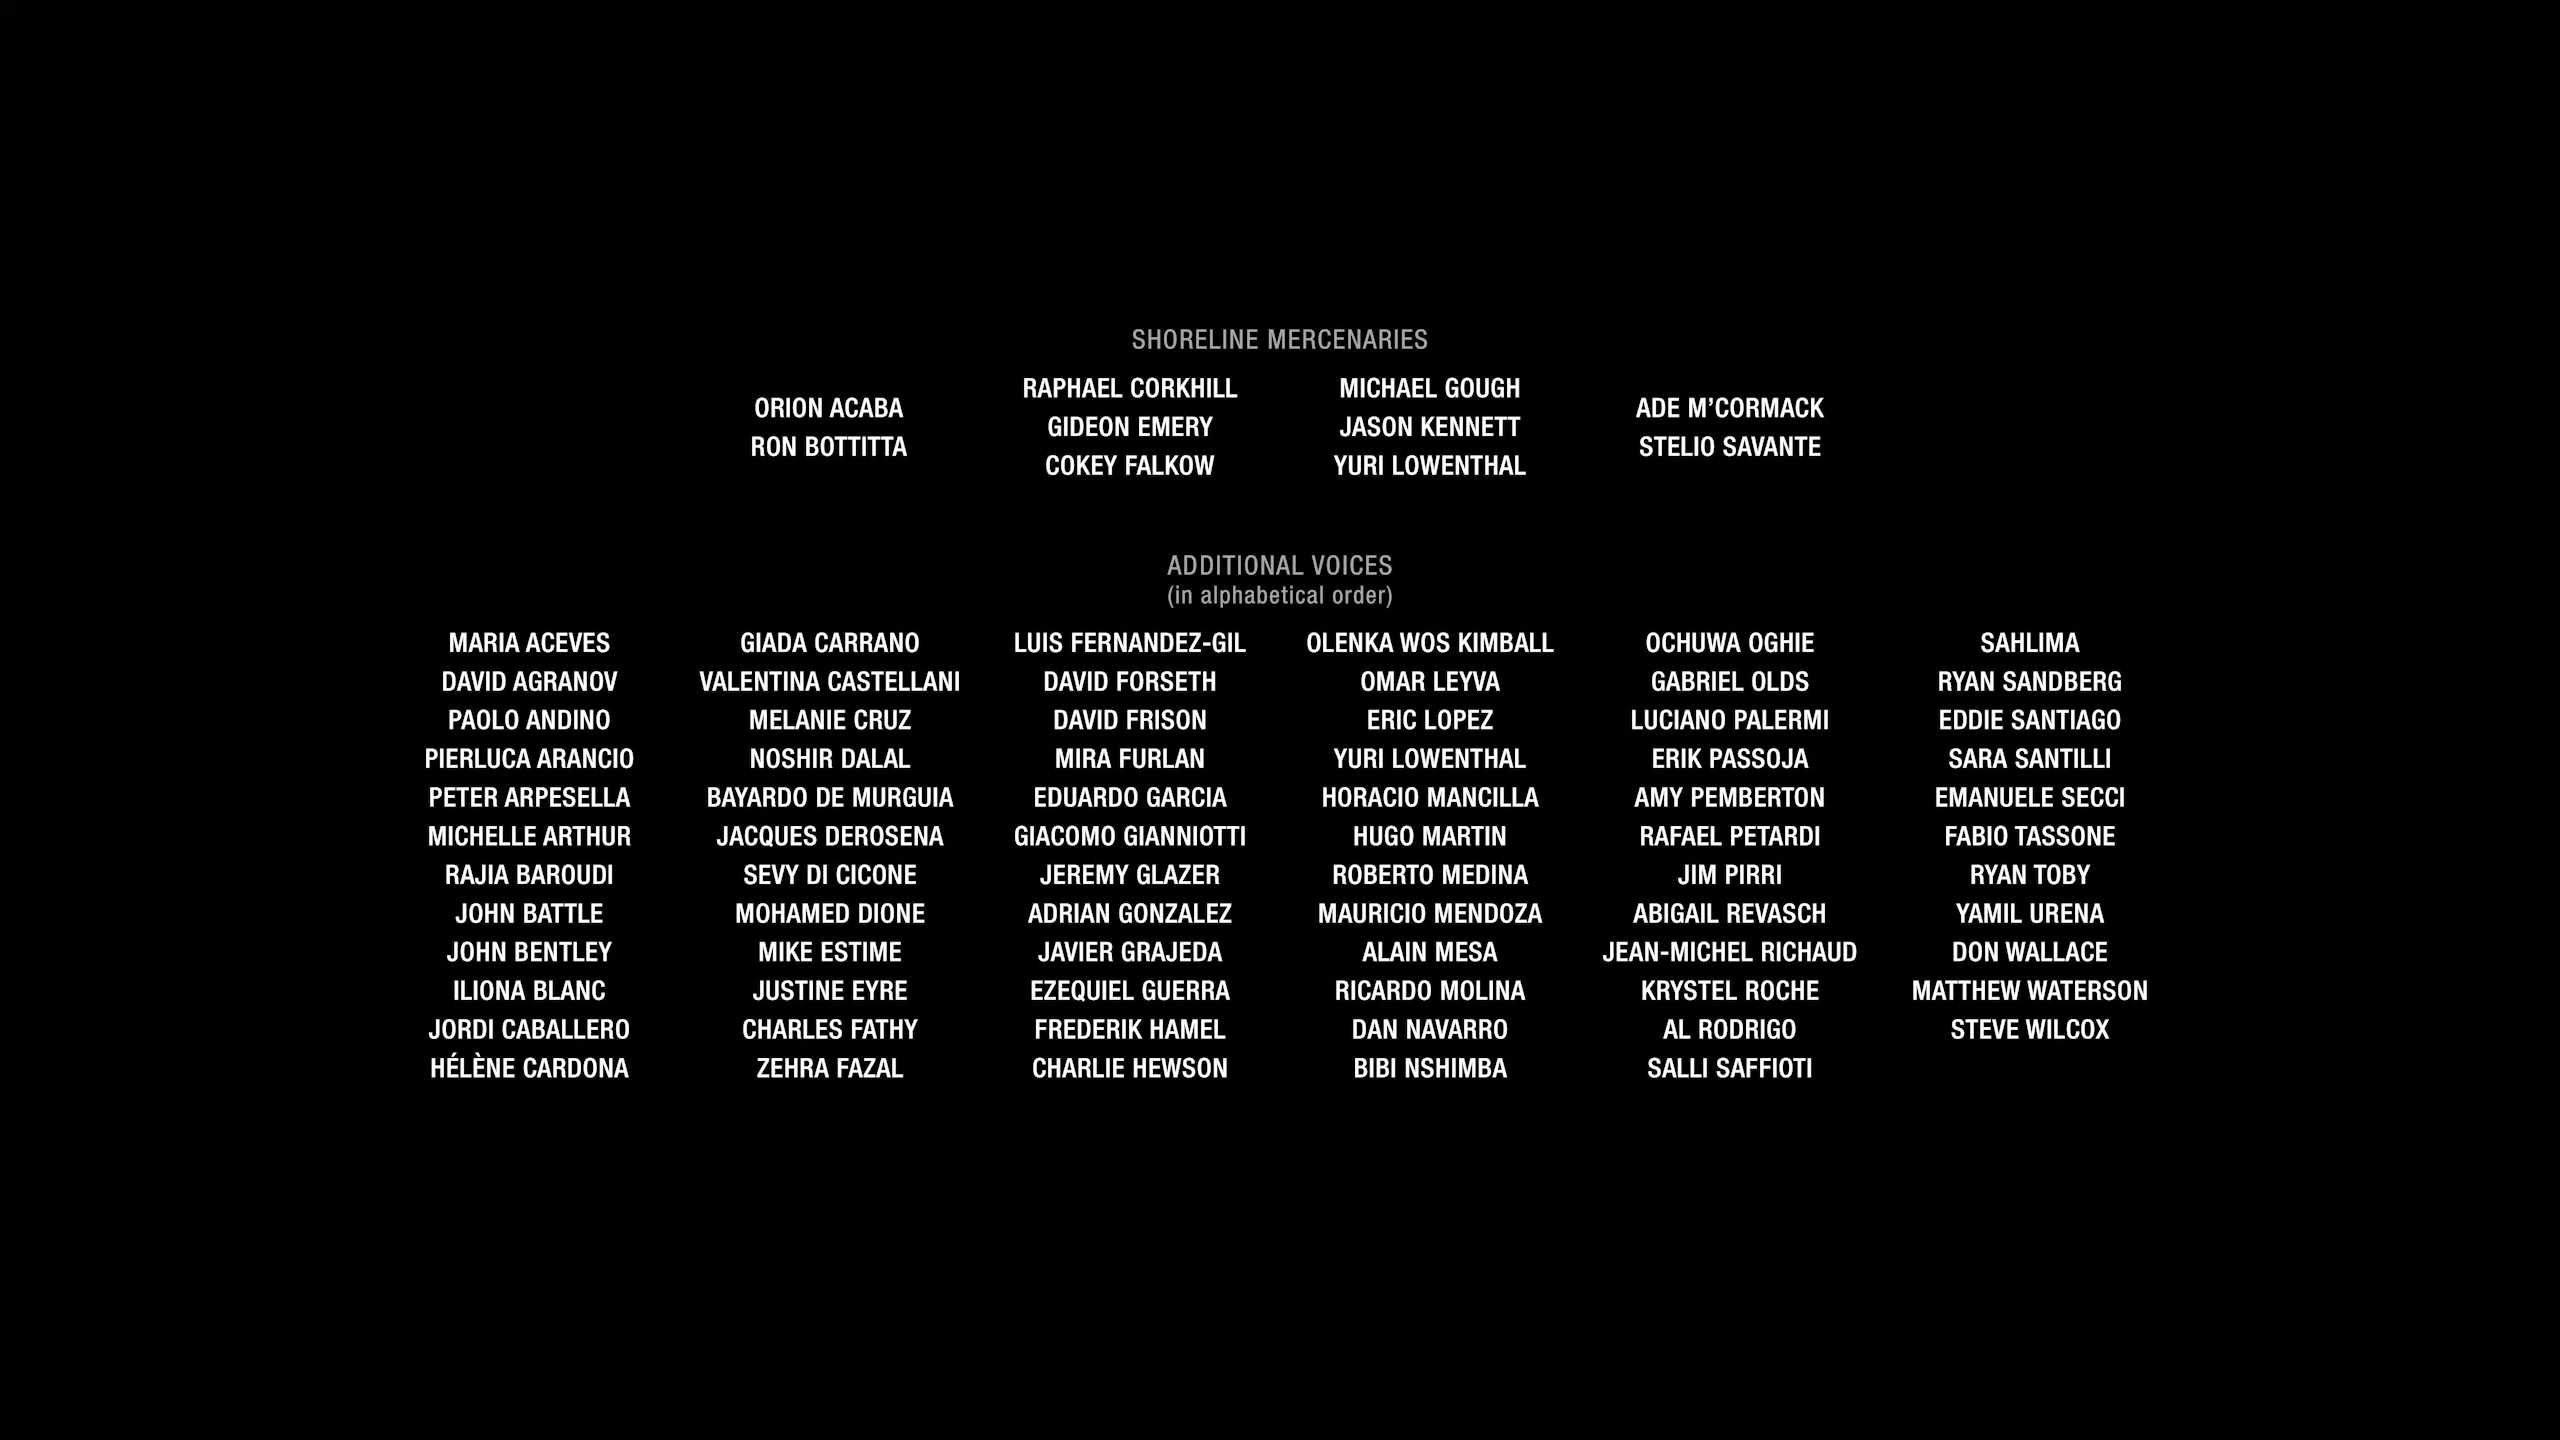 SHORELINE MERCENARIES
ORION ACABA
RON BOTTITTA
RAPHAEL CORKHILL
GIDEON EMERY
COKEY FALKOW
MICHAEL GOUGH
JASON KENNETT
YURI LOWENTHAL
ADE M’CORMACK
STELIO SAVANTE
ADDITIONAL VOICES
(in alphabetical order)
MARIA ACEVES
DAVID AGRANOV
PAOLO ANDINO
PIERLUCA ARANCIO
PETER ARPESELLA
MICHELLE ARTHUR
RAJIA BAROUDI
JOHN BATTLE
JOHN BENTLEY
ILIONA BLANC
JORDI CABALLERO
HÉLÈNE CARDONA
GIADA CARRANO
VALENTINA CASTELLANI
MELANIE CRUZ
NOSHIR DALAL
BAYARDO DE MURGUIA
JACQUES DEROSENA
SEVY DI CICONE
MOHAMED DIONE
MIKE ESTIME
JUSTINE EYRE
CHARLES FATHY
ZEHRA FAZAL
LUIS FERNANDEZ-GIL
DAVID FORSETH
DAVID FRISON
MIRA FURLAN
EDUARDO GARCIA
GIACOMO GIANNIOTTI
JEREMY GLAZER
ADRIAN GONZALEZ
JAVIER GRAJEDA
EZEQUIEL GUERRA
FREDERIK HAMEL
CHARLIE HEWSON
OLENKA WOS KIMBALL
OMAR LEYVA
ERIC LOPEZ
YURI LOWENTHAL
HORACIO MANCILLA
HUGO MARTIN
ROBERTO MEDINA
MAURICIO MENDOZA
ALAIN MESA
RICARDO MOLINA
DAN NAVARRO
BIBI NSHIMBA
OCHUWA OGHIE
GABRIEL OLDS
LUCIANO PALERMI
ERIK PASSOJA
AMY PEMBERTON
RAFAEL PETARDI
JIM PIRRI
ABIGAIL REVASCH
JEAN-MICHEL RICHAUD
KRYSTEL ROCHE
AL RODRIGO
SALLI SAFFIOTI
SAHLIMA
RYAN SANDBERG
EDDIE SANTIAGO
SARA SANTILLI
EMANUELE SECCI
FABIO TASSONE
RYAN TOBY
YAMIL URENA
DON WALLACE
MATTHEW WATERSON
STEVE WILCOX